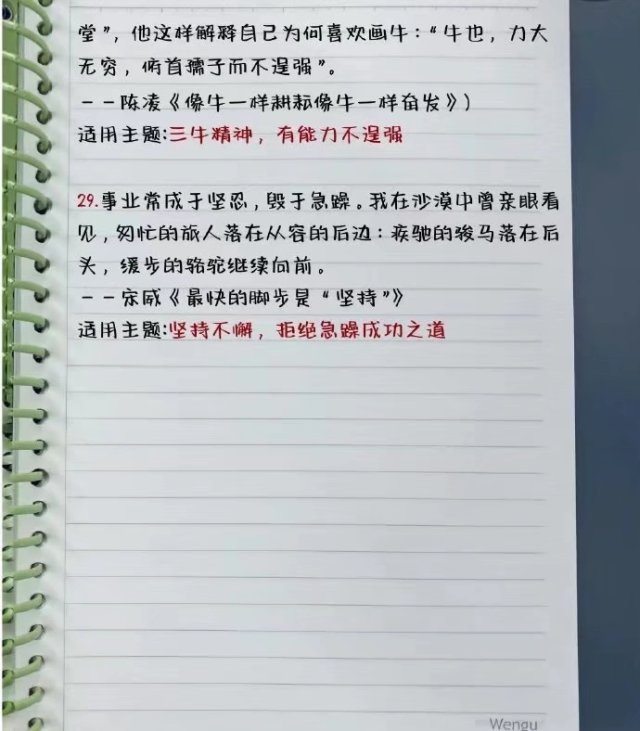 堂”，他这样解释自己为何喜欢画牛：“牛也，力大
无穷，俯首孺子而不逞强”。
——陈凌《像牛一样耕耘像牛一样奋发》）
适用主题:三牛精神，有能力不逞强
29.事业常成于坚忍，毁于急躁。我在沙漠中曾亲眼看
见，匆忙的旅人落在从容的后边：疾驰的骏马落在后
头，缓步的骆驼继续向前。
——宋威《最快的脚步是“坚持”》
适用主题:坚持不懈，拒绝急躁成功之道
Wengu